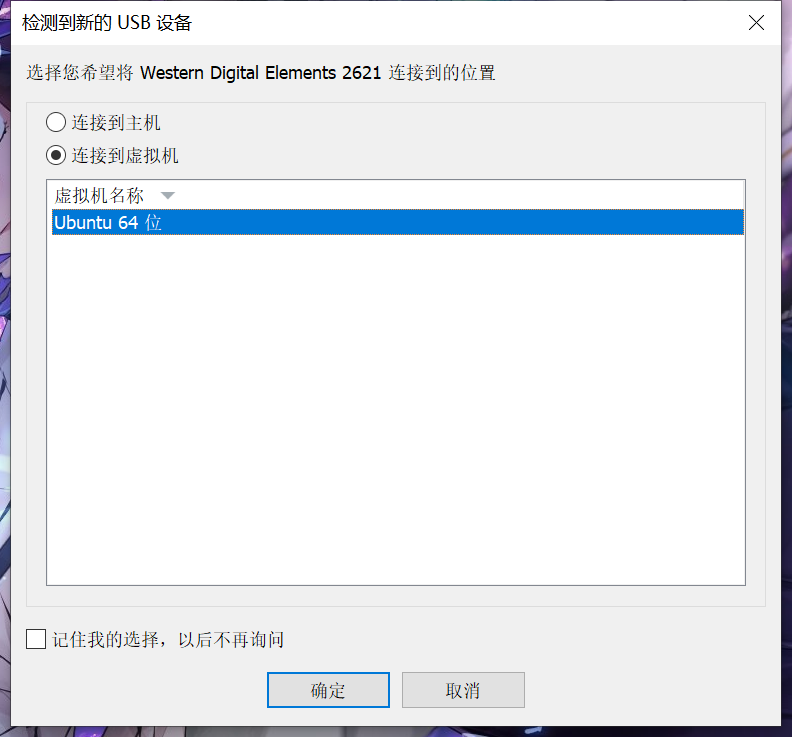 检测到新的 USB 设备
选择您希望将 Western Digital Elements 2621 连接到的位置
连接到主机
连接到虚拟机
虚拟机名称
Ubuntu 64 位
记住我的选择，以后不再询问
确定
取消